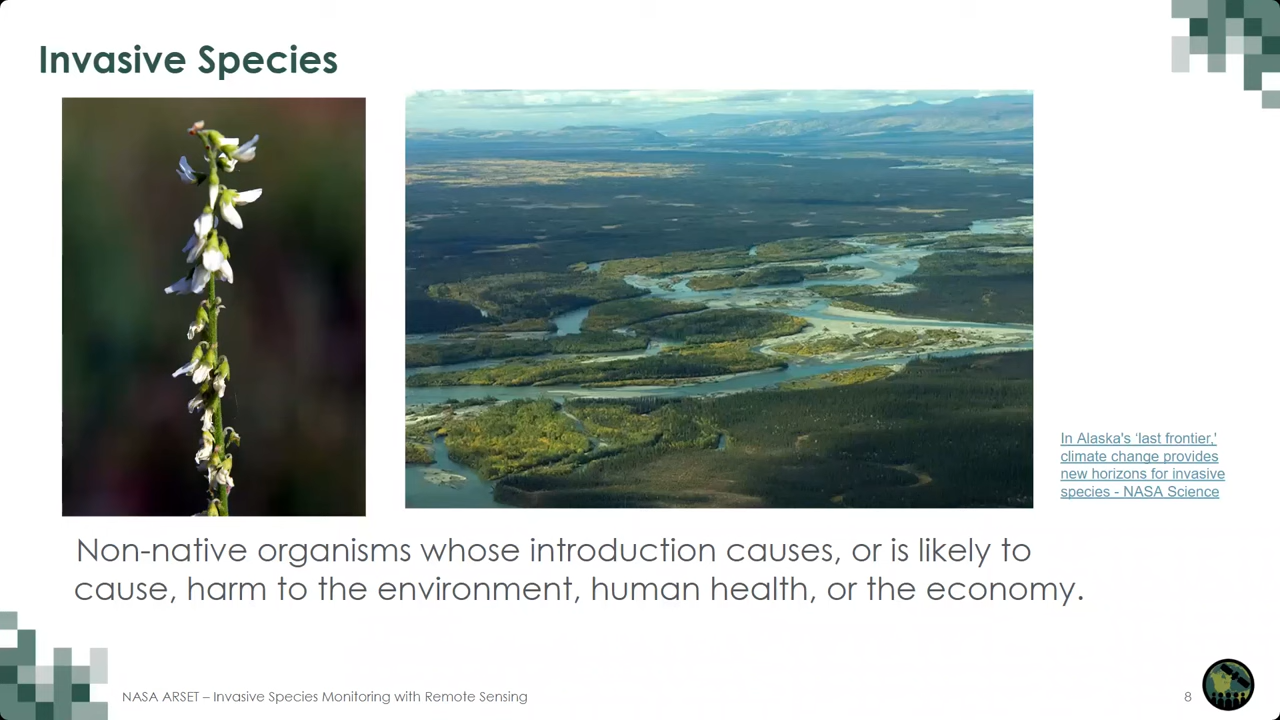 Invasive Species
In Alaska's 'last frontier,'
climate change provides
new horizons for invasive
species - NASA Science
Non-native organisms whose introduction causes, or is likely to
cause, harm to the environment, human health, or the economy.
NASA ARSET – Invasive Species Monitoring with Remote Sensing
8